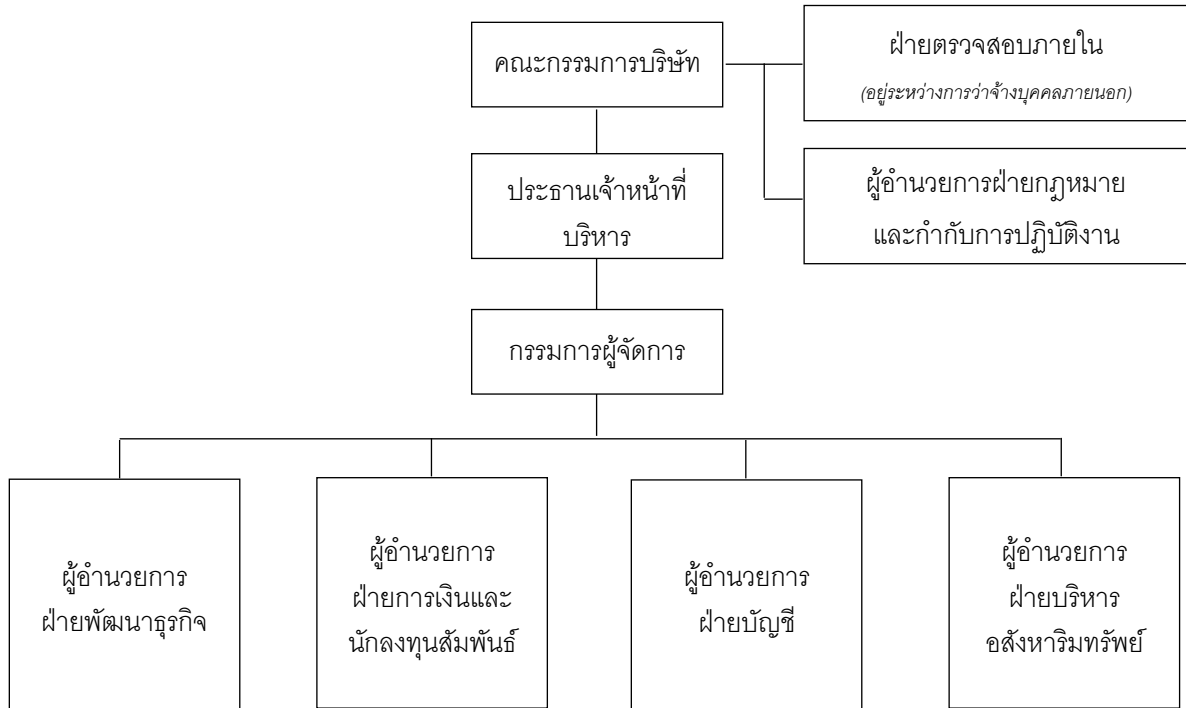 คณะกรรมการบริษัท
ฝ่ายตรวจสอบภายใน
(อยู่ระหว่างการว่าจ้างบุคคลภายนอก)
ประธานเจ้าหน้าที่
บริหาร
ผู้อำนวยการฝ่ายกฎหมาย
และกำกับการปฏิบัติงาน
กรรมการผู้จัดการ
ผู้อำนวยการ
ฝ่ายพัฒนาธุรกิจ
ผู้อำนวยการ
ฝ่ายการเงินและ
นักลงทุนสัมพันธ์
ผู้อำนวยการ
ฝ่ายบัญชี
ผู้อำนวยการ
ฝ่ายบริหาร
อสังหาริมทรัพย์